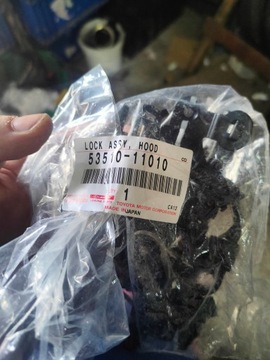 LOCK ASSY, HOOD
53510-11010
1
TOYOTA MOTOR CORPORATION
MADE IN JAPAN